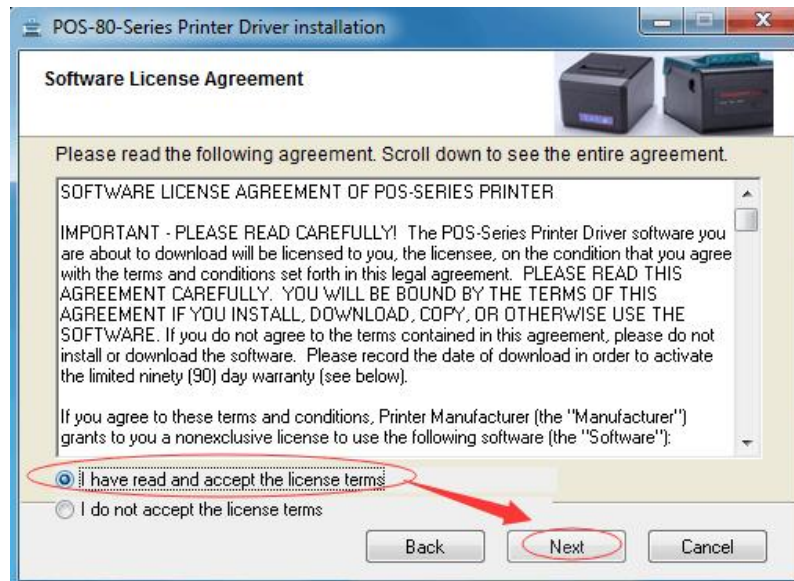 POS-80-Series Printer Driver installation
Software License Agreement
Please read the following agreement. Scroll down to see the entire agreement.
SOFTWARE LICENSE AGREEMENT OF POS-SERIES PRINTER
IMPORTANT - PLEASE READ CAREFULLY!  The POS-Series Printer Driver software you
are about to download will be licensed to you, the licensee, on the condition that you agree
with the terms and conditions set forth in this legal agreement.  PLEASE READ THIS
AGREEMENT CAREFULLY.  YOU WILL BE BOUND BY THE TERMS OF THIS
AGREEMENT IF YOU INSTALL, DOWNLOAD, COPY, OR OTHERWISE USE THE
SOFTWARE. If you do not agree to the terms contained in this agreement, please do not
install or download the software.  Please record the date of download in order to activate
the limited ninety (90) day warranty (see below).
If you agree to these terms and conditions, Printer Manufacturer (the "Manufacturer")
grants to you a nonexclusive license to use the following software (the "Software"):
I have read and accept the license terms
I do not accept the license terms
Back Next Cancel